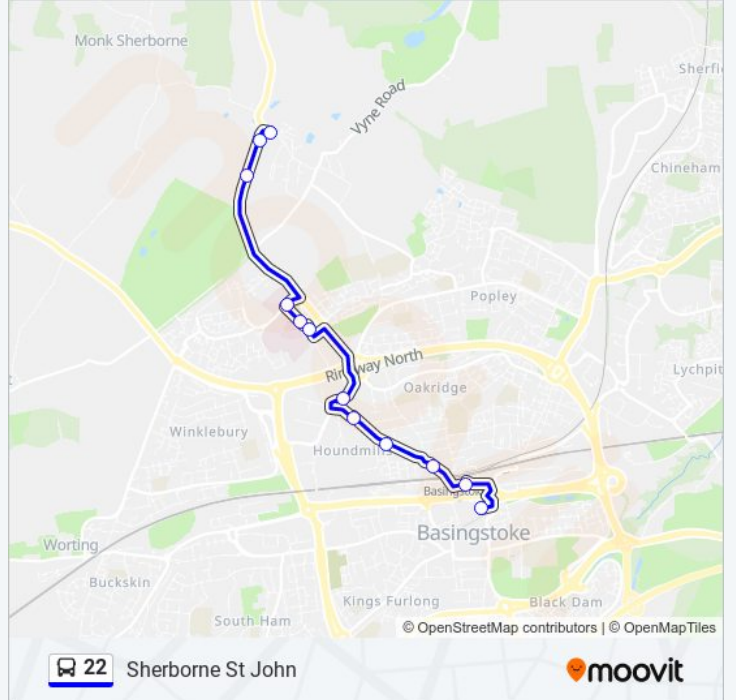 Monk Sherborne
Sherfi
Vyne Road
Chineham
Popley
Ringway North
Lychpit
Oakridge
Winklebury
Houndmil
Basingstoke
Basingstoke
Worting
Buckskin
Kings Furlong
Black Dam
South Ham
© OpenStreetMap contributors | © OpenMapTiles
22 Sherborne St John
moovit